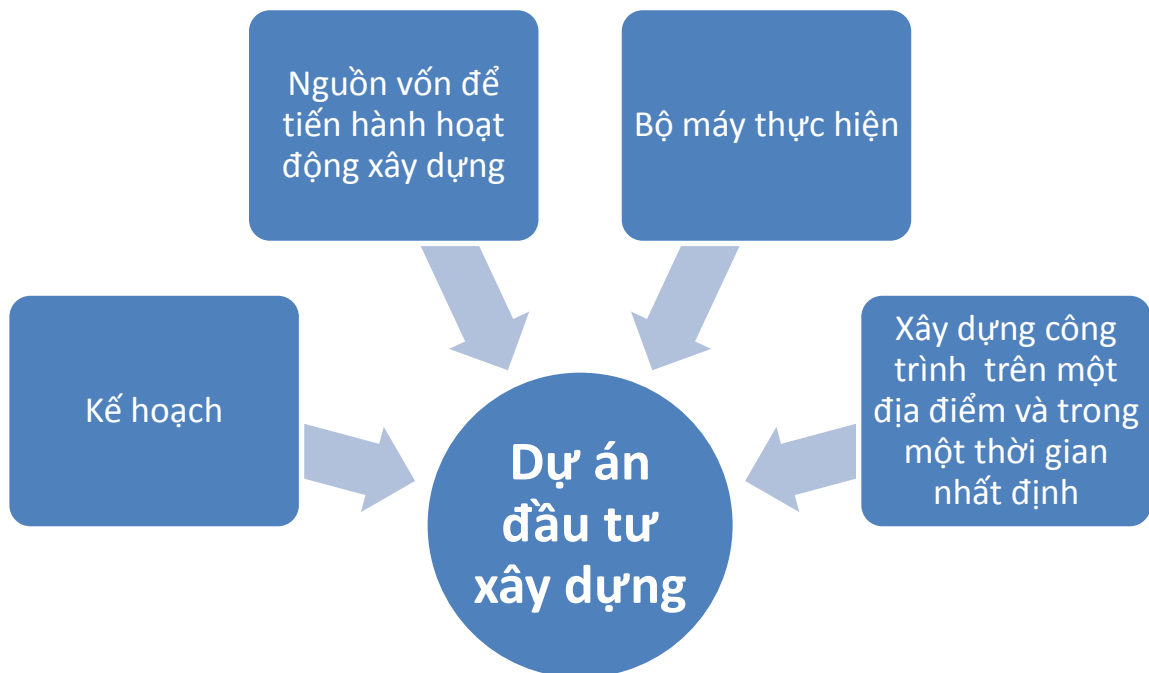 Nguồn vốn để
tiến hành hoạt
động xây dựng
Bộ máy thực hiện
Kế hoạch
Xây dựng công
trình trên một
địa điểm và trong
một thời gian
nhất định
Dự án
đầu tư
xây dựng